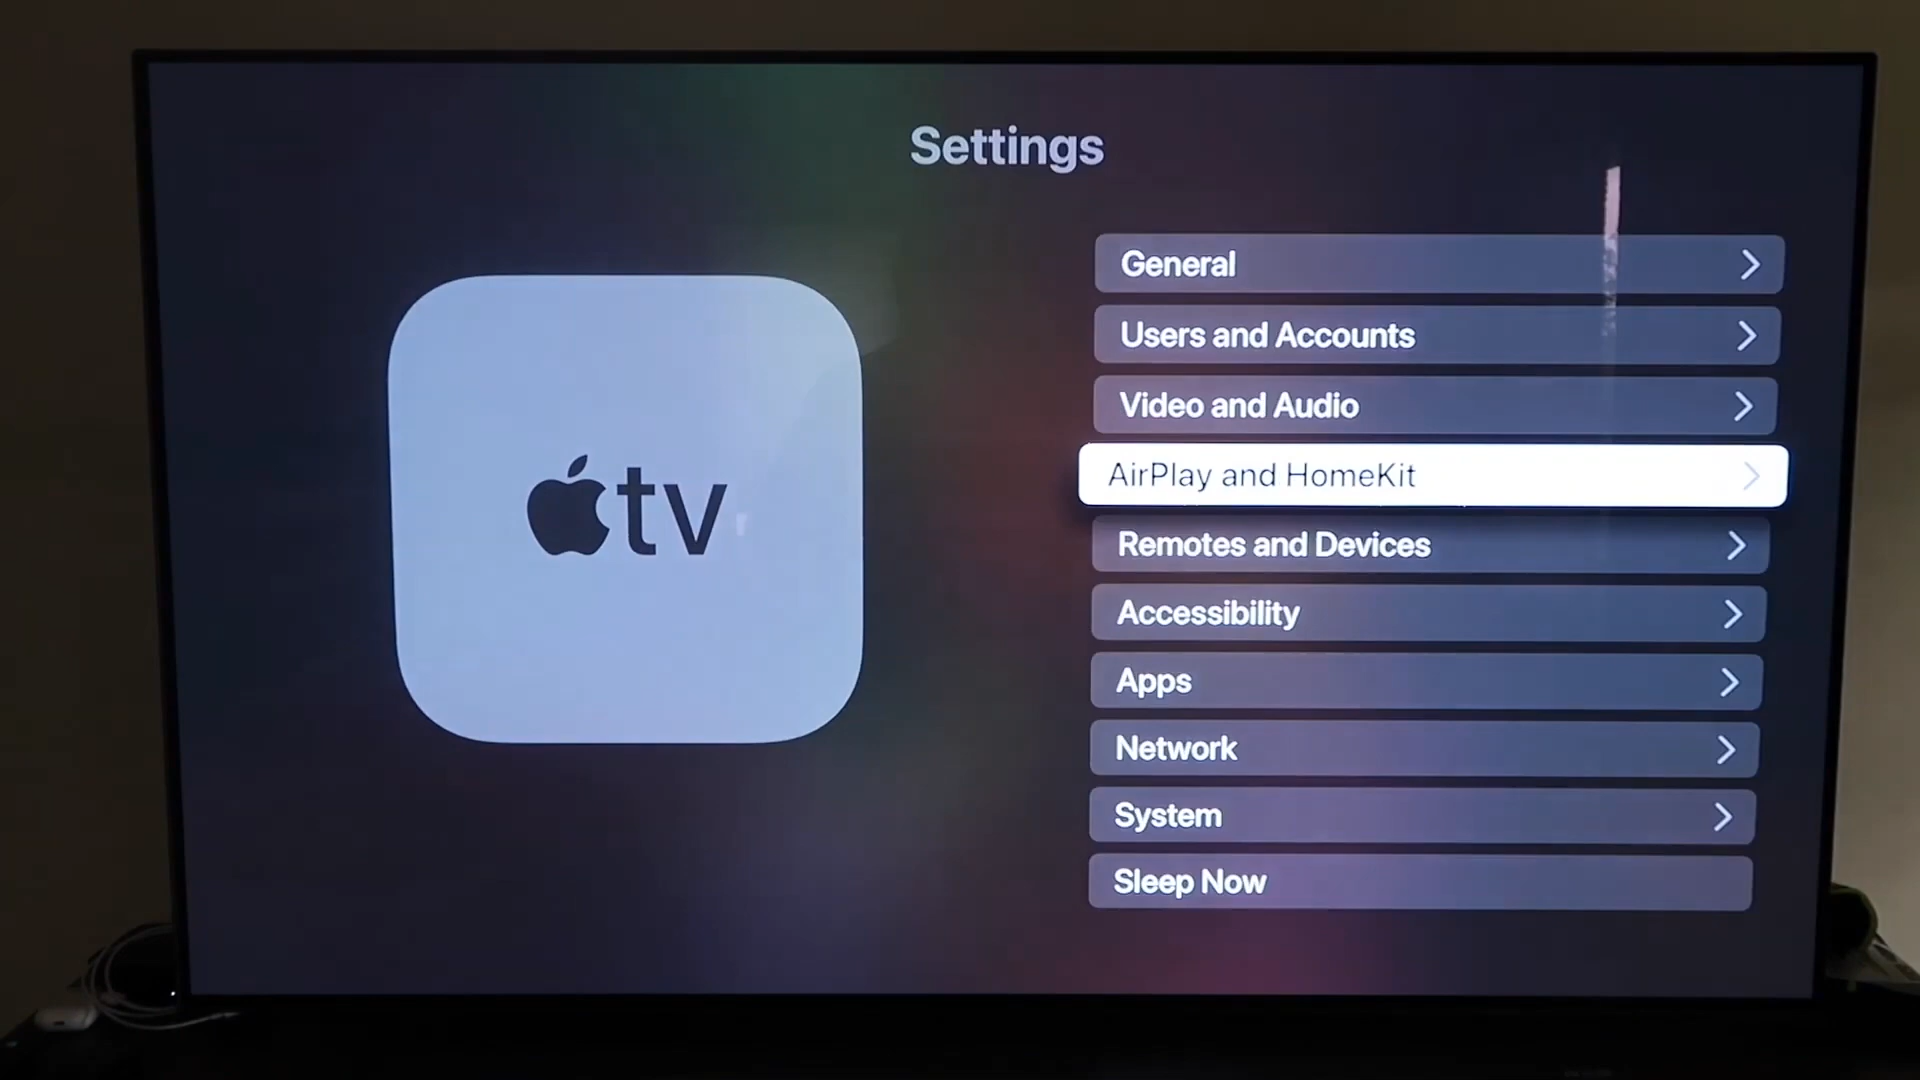 Settings
tv
General
Users and Accounts
Video and Audio
AirPlay and HomeKit
Remotes and Devices
Accessibility
Apps
Network
System
Sleep Now